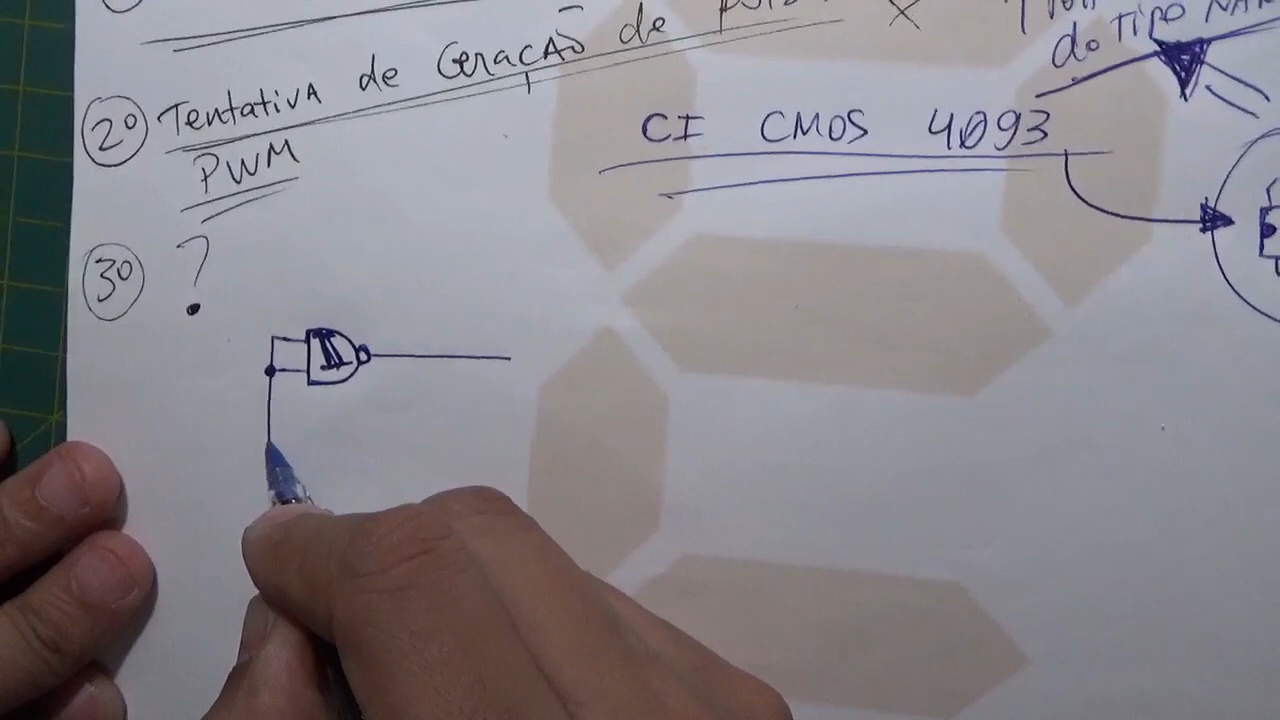 2º Tentativa de Geração de
PWM
3º ?
do TIPO
CI CMOS 4093